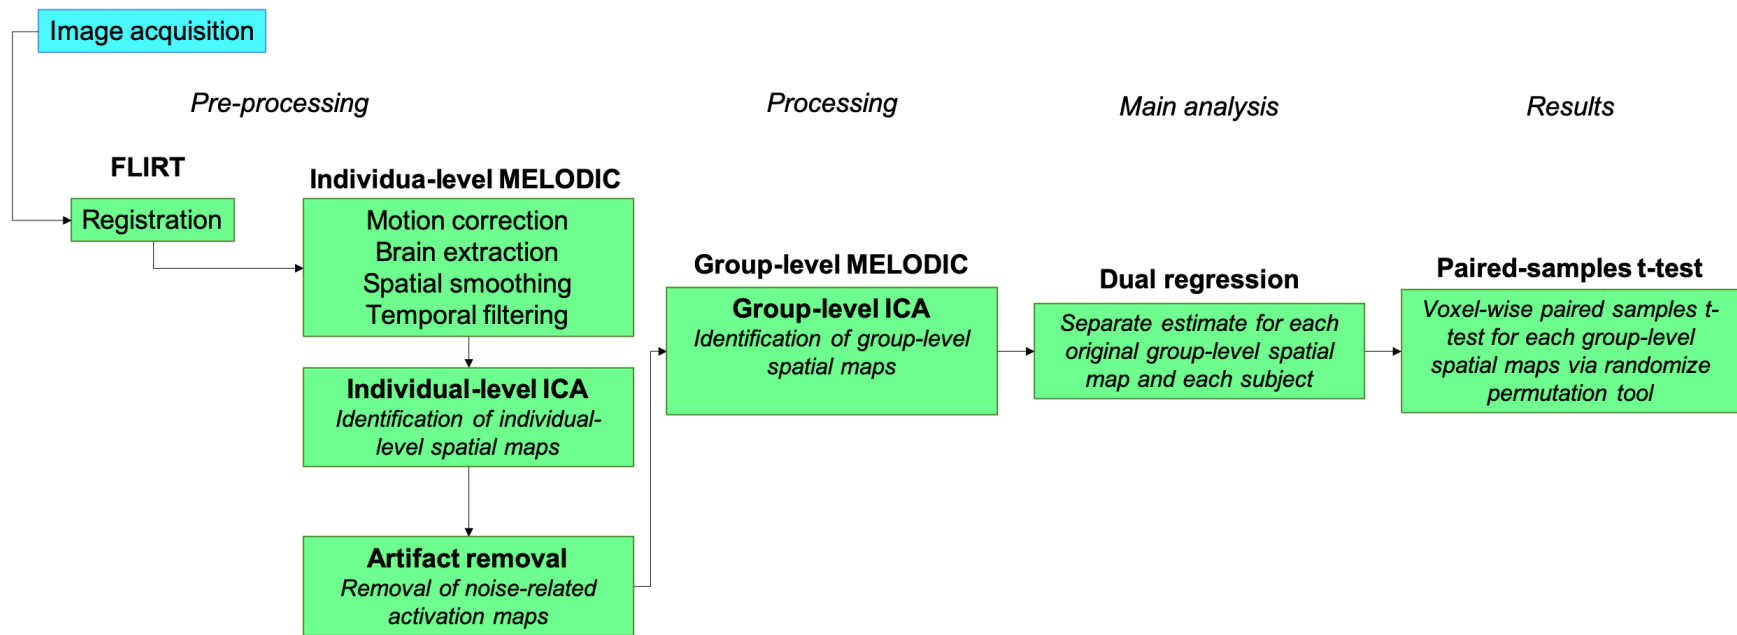 Image acquisition
Pre-processing
Processing
Main analysis
Results
FLIRT
Registration
Individua-level MELODIC
Motion correction
Brain extraction
Spatial smoothing
Temporal filtering
Individual-level ICA
Identification of individual-
level spatial maps
Artifact removal
Removal of noise-related
activation maps
Group-level MELODIC
Group-level ICA
Identification of group-level
spatial maps
Dual regression
Separate estimate for each
original group-level spatial
map and each subject
Paired-samples t-test
Voxel-wise paired samples t-
test for each group-level
spatial maps via randomize
permutation tool